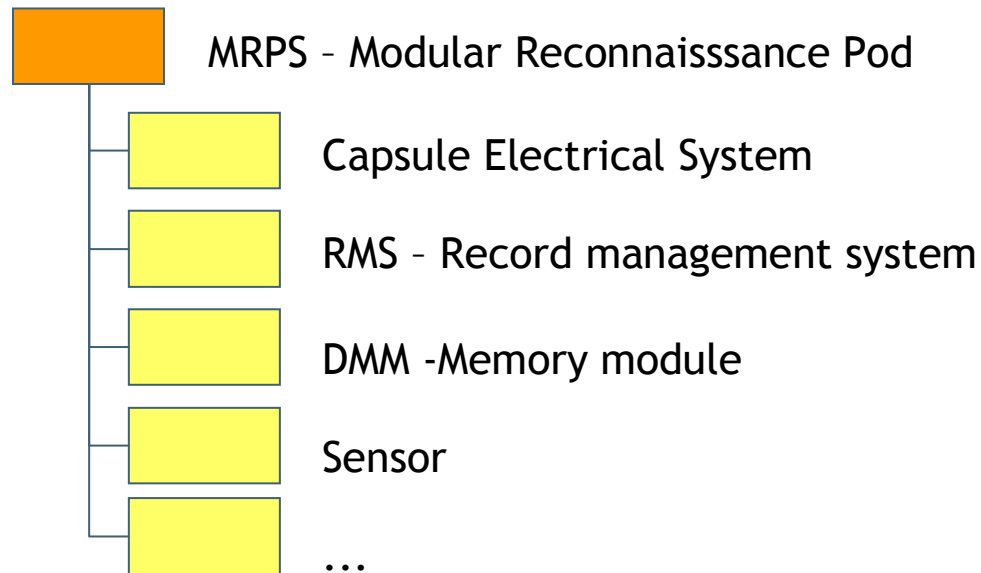 MRPS – Modular Reconnaisssance Pod
Capsule Electrical System
RMS – Record management system
DMM -Memory module
Sensor
...